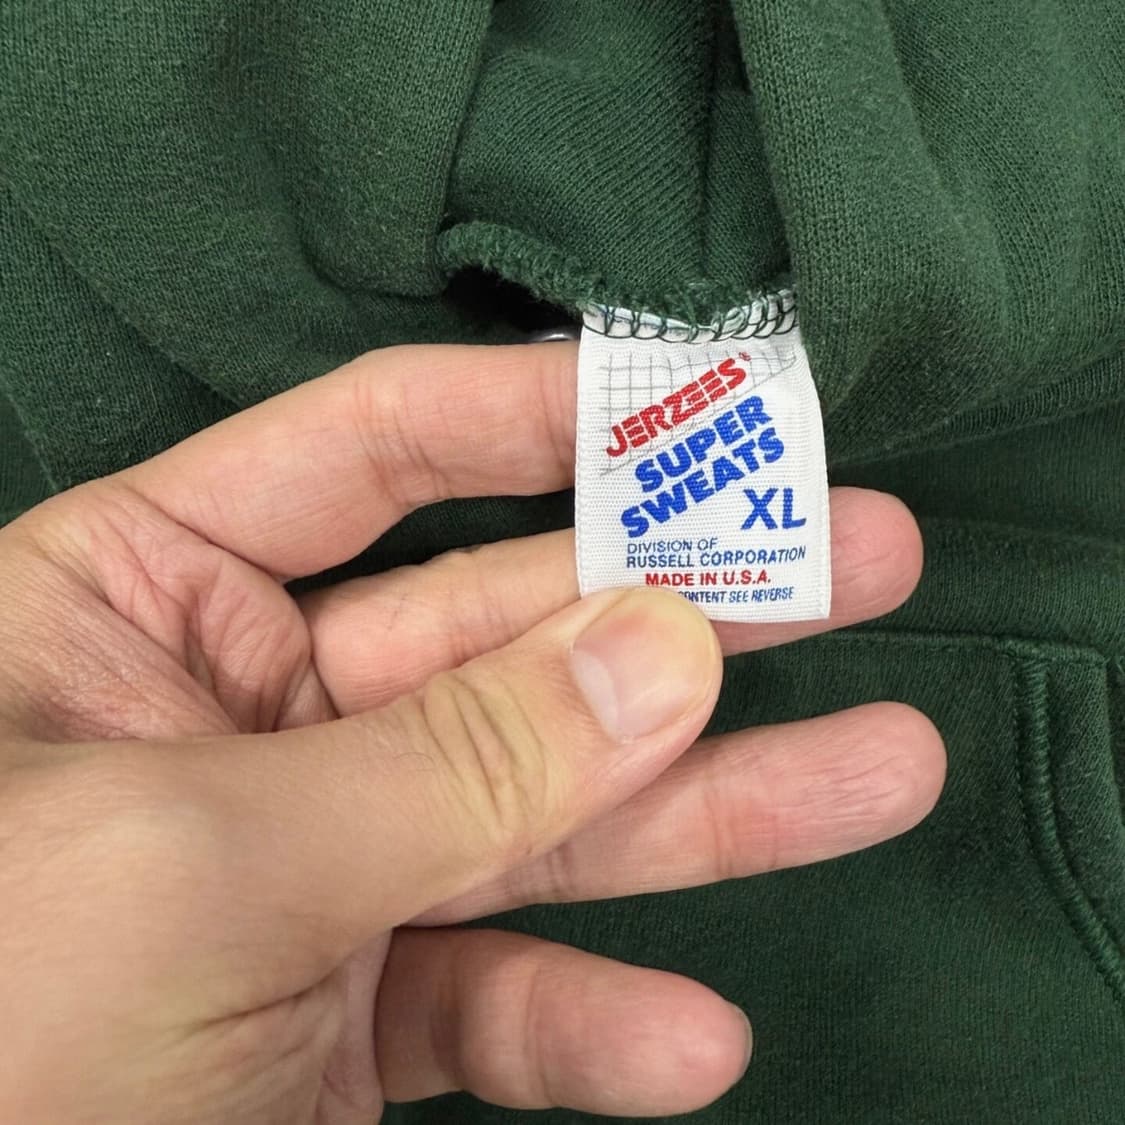 JERZEES®
SUPER
SWEATS
XL
DIVISION OF
RUSSELL CORPORATION
MADE IN U.S.A.
CONTENT SEE REVERSE